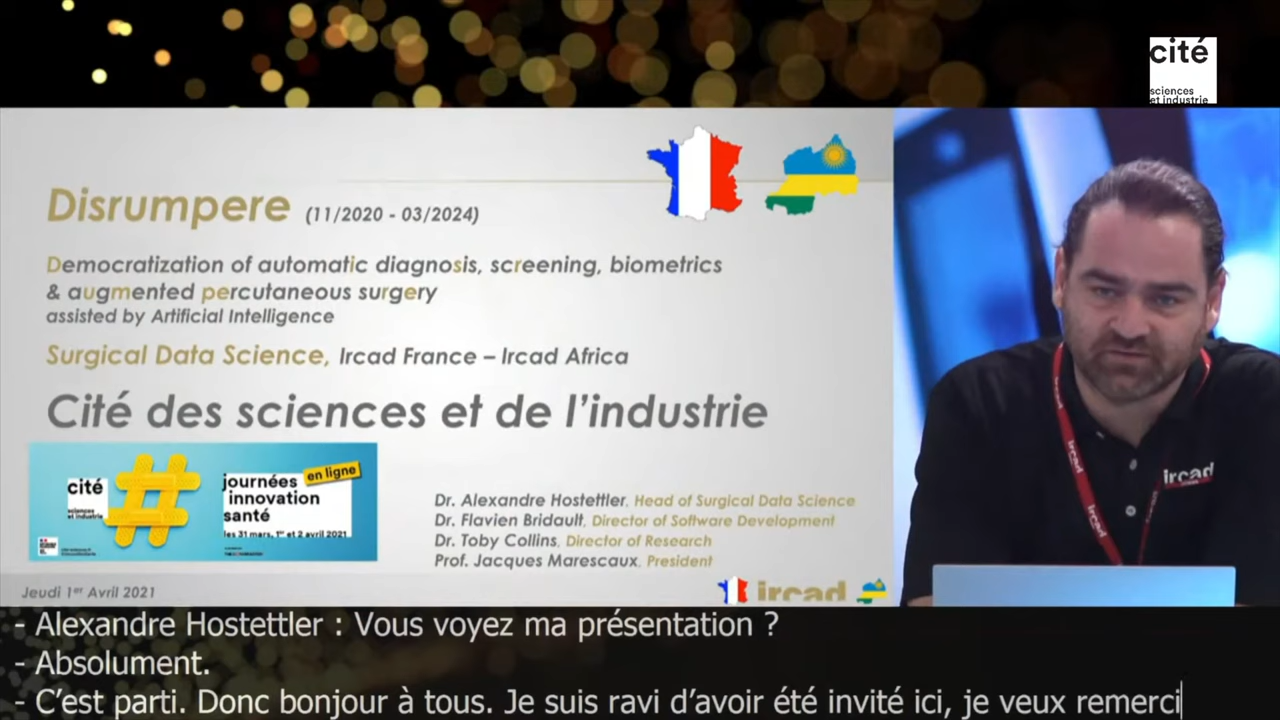 cité
sciences
et industrie
Disrumpere (11/2020 - 03/2024)
Democratization of automatic diagnosis, screening, biometrics
& augmented percutaneous surgery
assisted by Artificial Intelligence
Surgical Data Science, Ircad France – Ircad Africa
Cité des sciences et de l'industrie
cité
sciences
et industrie
journées
innovation
santé
en ligne
les 31 mars, 1er et 2 avril 2021
Dr. Alexandre Hostettler, Head of Surgical Data Science
Dr. Flavien Bridault, Director of Software Development
Dr. Toby Collins, Director of Research
Prof. Jacques Marescaux, President
Jeudi 1er Avril 2021
ircad
ircad
ircad
ircad
- Alexandre Hostettler : Vous voyez ma présentation ?
- Absolument.
- C'est parti. Donc bonjour à tous. Je suis ravi d'avoir été invité ici, je veux remerci